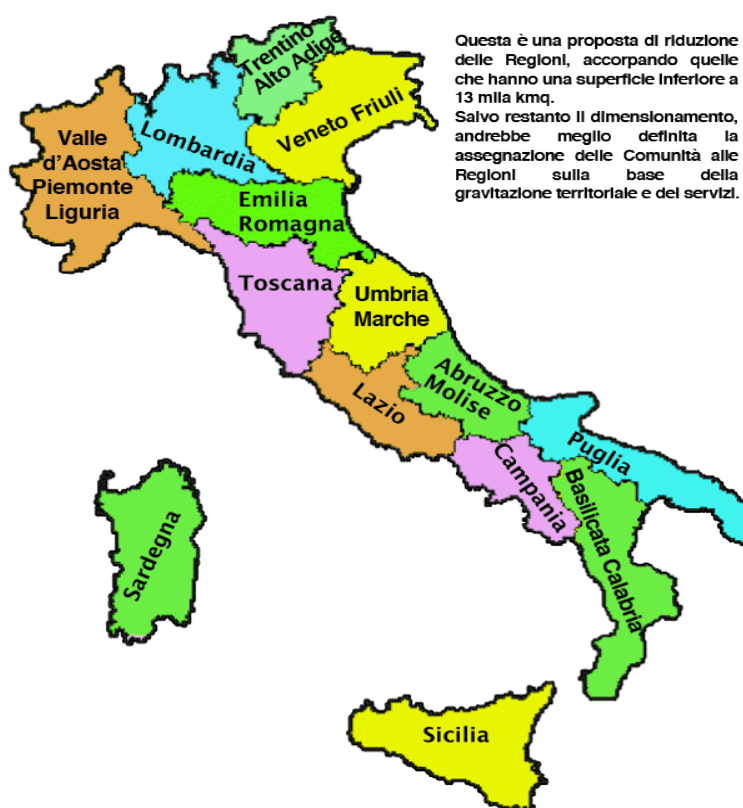 Questa è una proposta di riduzione
delle Regioni, accorpando quelle
che hanno una superficie inferiore a
13 mila kmq.
Salvo restanto il dimensionamento,
andrebbe meglio definita la
assegnazione delle Comunità alle
Regioni sulla base della
gravitazione territoriale e dei servizi.
Trentino
Alto Adige
Veneto Friuli
Lombardia
Valle
d'Aosta
Piemonte
Liguria
Emilia
Romagna
Toscana
Umbria
Marche
Lazio
Abruzzo
Molise
Campania
Puglia
Basilicata Calabria
Sardegna
Sicilia